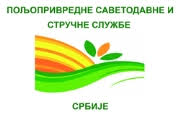 ПОЉОПРИВРЕДНЕ САВЕТОДАВНЕ И
СТРУЧНЕ СЛУЖБЕ
СРБИЈЕ